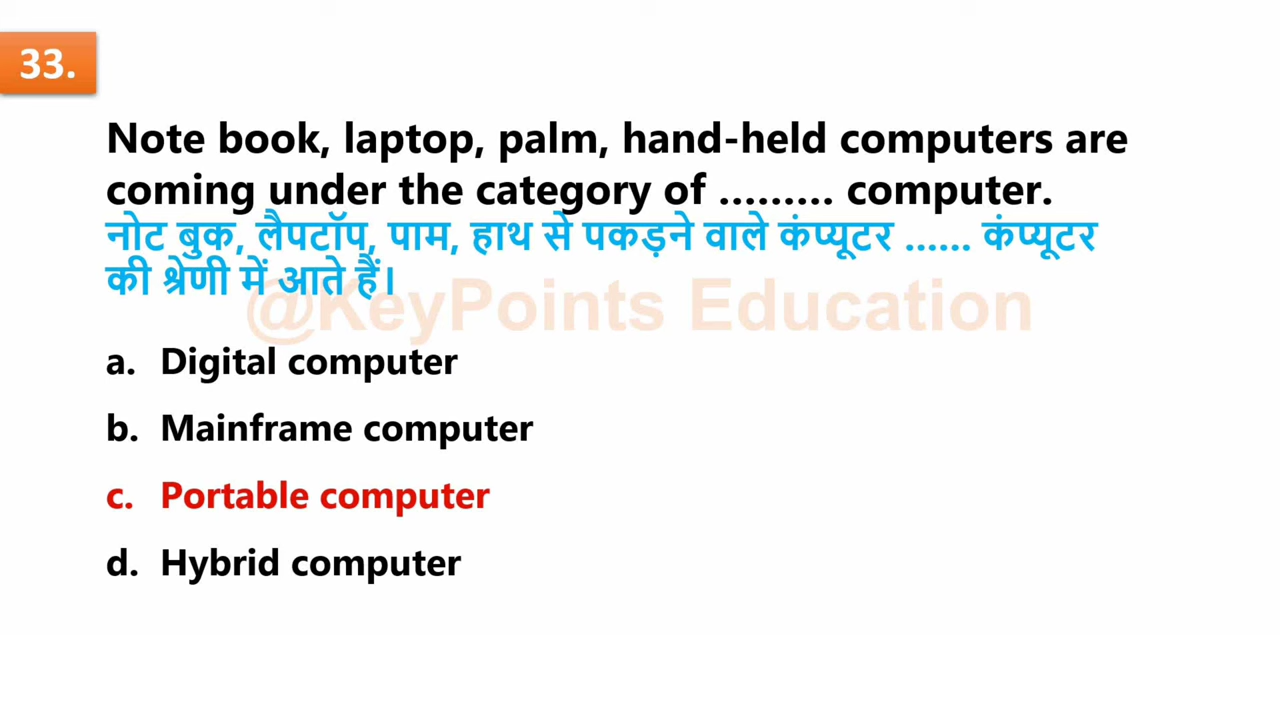 33.
Note book, laptop, palm, hand-held computers are
coming under the category of ......... computer.
नोट बुक, लैपटॉप, पाम, हाथ से पकड़ने वाले कंप्यूटर ...... कंप्यूटर
की श्रेणी में आते हैं।
@KeyPoints Education
a. Digital computer
b. Mainframe computer
c. Portable computer
d. Hybrid computer